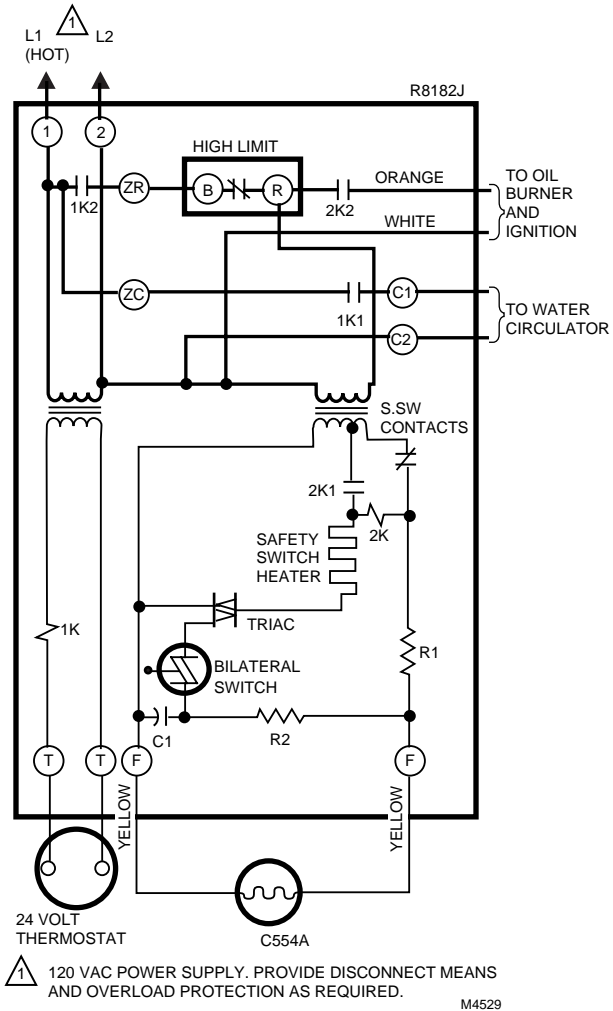 1
L1
(HOT)
L2
R8182J
1
2
HIGH LIMIT
ZR
B
R
1K2
2K2
ORANGE
WHITE
TO OIL
BURNER
AND
IGNITION
ZC
1K1
C1
C2
TO WATER
CIRCULATOR
S.SW
CONTACTS
2K1
2K
SAFETY
SWITCH
HEATER
TRIAC
1K
R1
BILATERAL
SWITCH
C1
R2
T
T
F
F
YELLOW
YELLOW
24 VOLT
THERMOSTAT
C554A
1
120 VAC POWER SUPPLY. PROVIDE DISCONNECT MEANS
AND OVERLOAD PROTECTION AS REQUIRED.
M4529